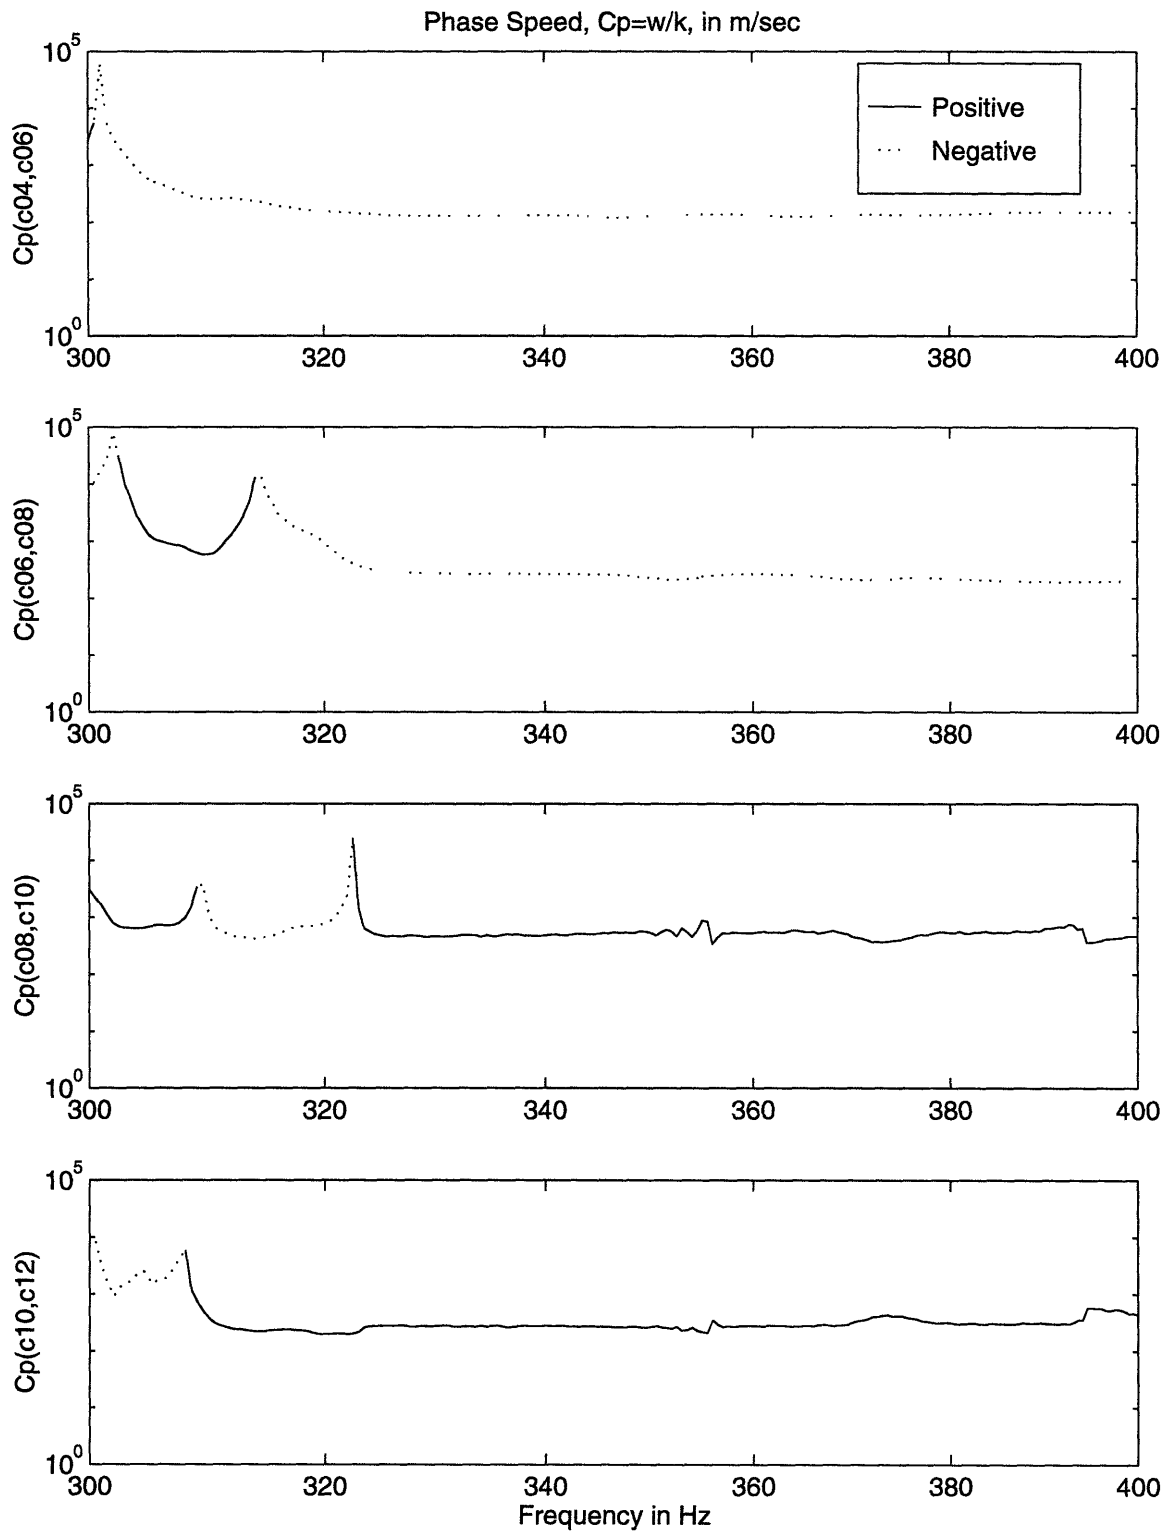 Phase Speed, Cp=w/k, in m/sec
10^5
Positive
Negative
Cp(c04,c06)
10^0
300 320 340 360 380 400
10^5
Cp(c06,c08)
10^0
300 320 340 360 380 400
10^5
Cp(c08,c10)
10^0
300 320 340 360 380 400
10^5
Cp(c10,c12)
10^0
300 320 340 360 380 400
Frequency in Hz